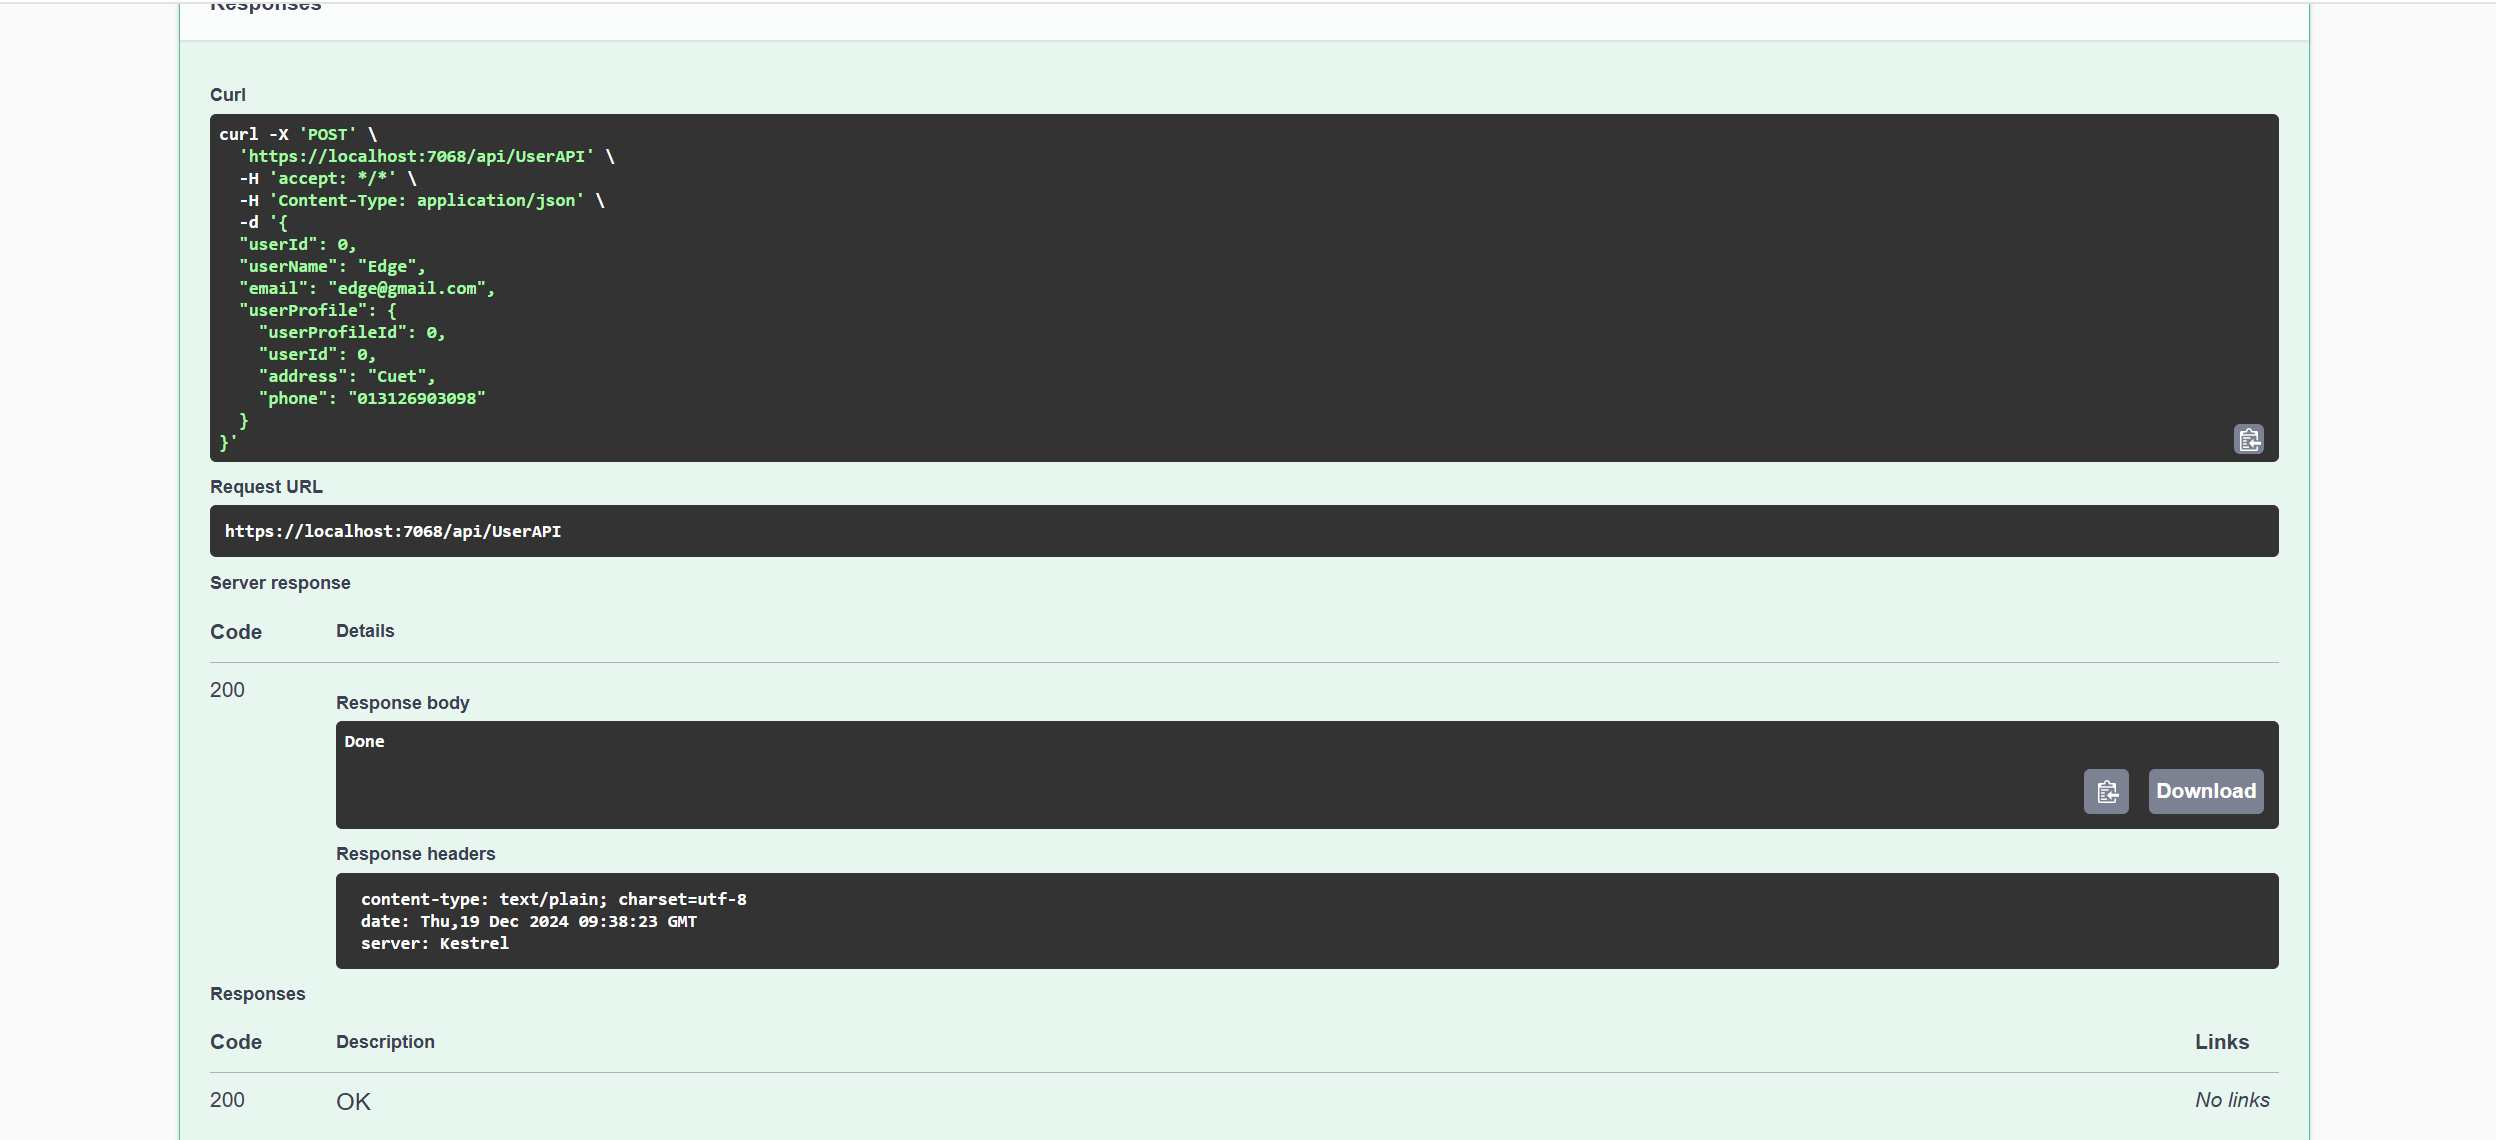 Responses
Curl
curl -X 'POST' \
  'https://localhost:7068/api/UserAPI' \
  -H 'accept: */*' \
  -H 'Content-Type: application/json' \
  -d '{
  "userId": 0,
  "userName": "Edge",
  "email": "edge@gmail.com",
  "userProfile": {
    "userProfileId": 0,
    "userId": 0,
    "address": "Cuet",
    "phone": "013126903098"
  }
}'
Request URL
https://localhost:7068/api/UserAPI
Server response
Code Details
200
Response body
Done
Download
Response headers
content-type: text/plain; charset=utf-8
date: Thu,19 Dec 2024 09:38:23 GMT
server: Kestrel
Responses
Code Description Links
200 OK No links